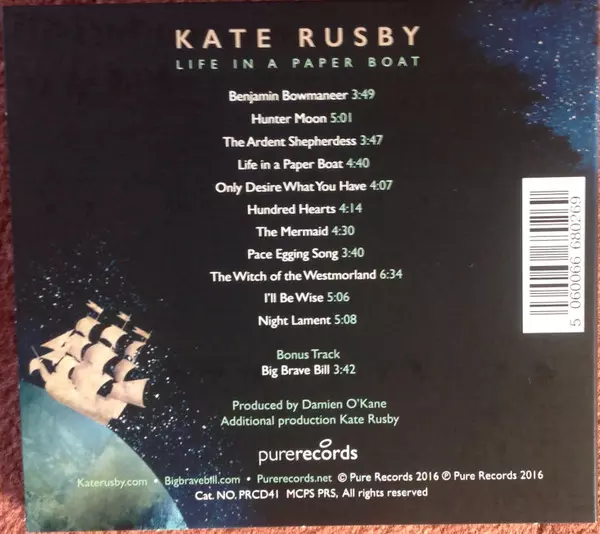 KATE RUSBY
LIFE IN A PAPER BOAT
Benjamin Bowmaneer 3:49
Hunter Moon 5:01
The Ardent Shepherdess 3:47
Life in a Paper Boat 4:40
Only Desire What You Have 4:07
Hundred Hearts 4:14
The Mermaid 4:30
Pace Egging Song 3:40
The Witch of the Westmorland 6:34
I'll Be Wise 5:06
Night Lament 5:08
Bonus Track
Big Brave Bill 3:42
Produced by Damien O'Kane
Additional production Kate Rusby
purerecords
Katerusby.com • Bigbravebill.com • Purerecords.net © Pure Records 2016 ℗ Pure Records 2016
Cat. NO. PRCD41 MCPS PRS, All rights reserved
5 060066 680269